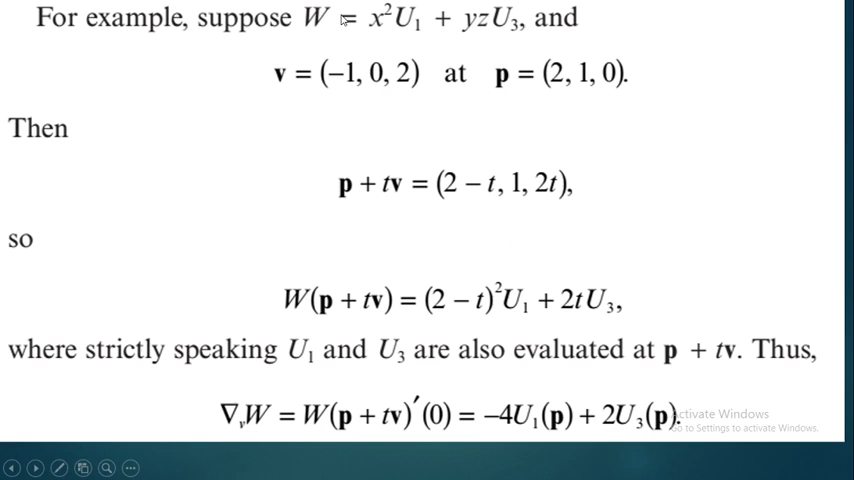 For example, suppose W = x²U₁ + yzU₃, and
v = (−1, 0, 2) at p = (2, 1, 0).
Then
p + tv = (2 − t, 1, 2t),
so
W(p + tv) = (2 − t)²U₁ + 2tU₃,
where strictly speaking U₁ and U₃ are also evaluated at p + tv. Thus,
∇ᵥW = W(p + tv)′(0) = −4U₁(p) + 2U₃(p).
Activate Windows
Go to Settings to activate Windows.